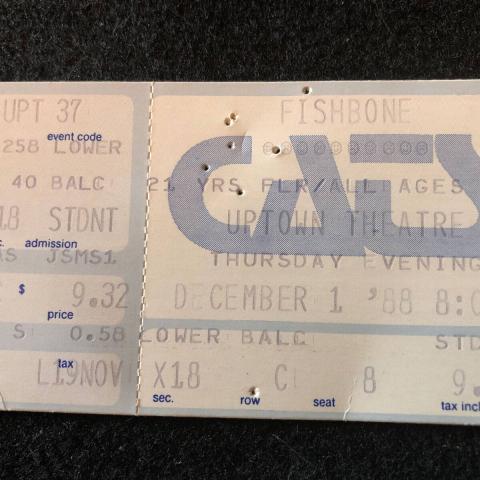 UPT 37
event code
258 LOWER
40 BALC
18 STDNT
admission
JSMS1
$ 9.32
price
S 0.58
tax
L19NOV
FISHBONE
CATS
21 YRS FLR/ALL AGES
UPTOWN THEATRE
THURSDAY EVENING
DECEMBER 1 '88 8:0
LOWER BALC STD
X18 C 8 9.
sec. row seat tax incl